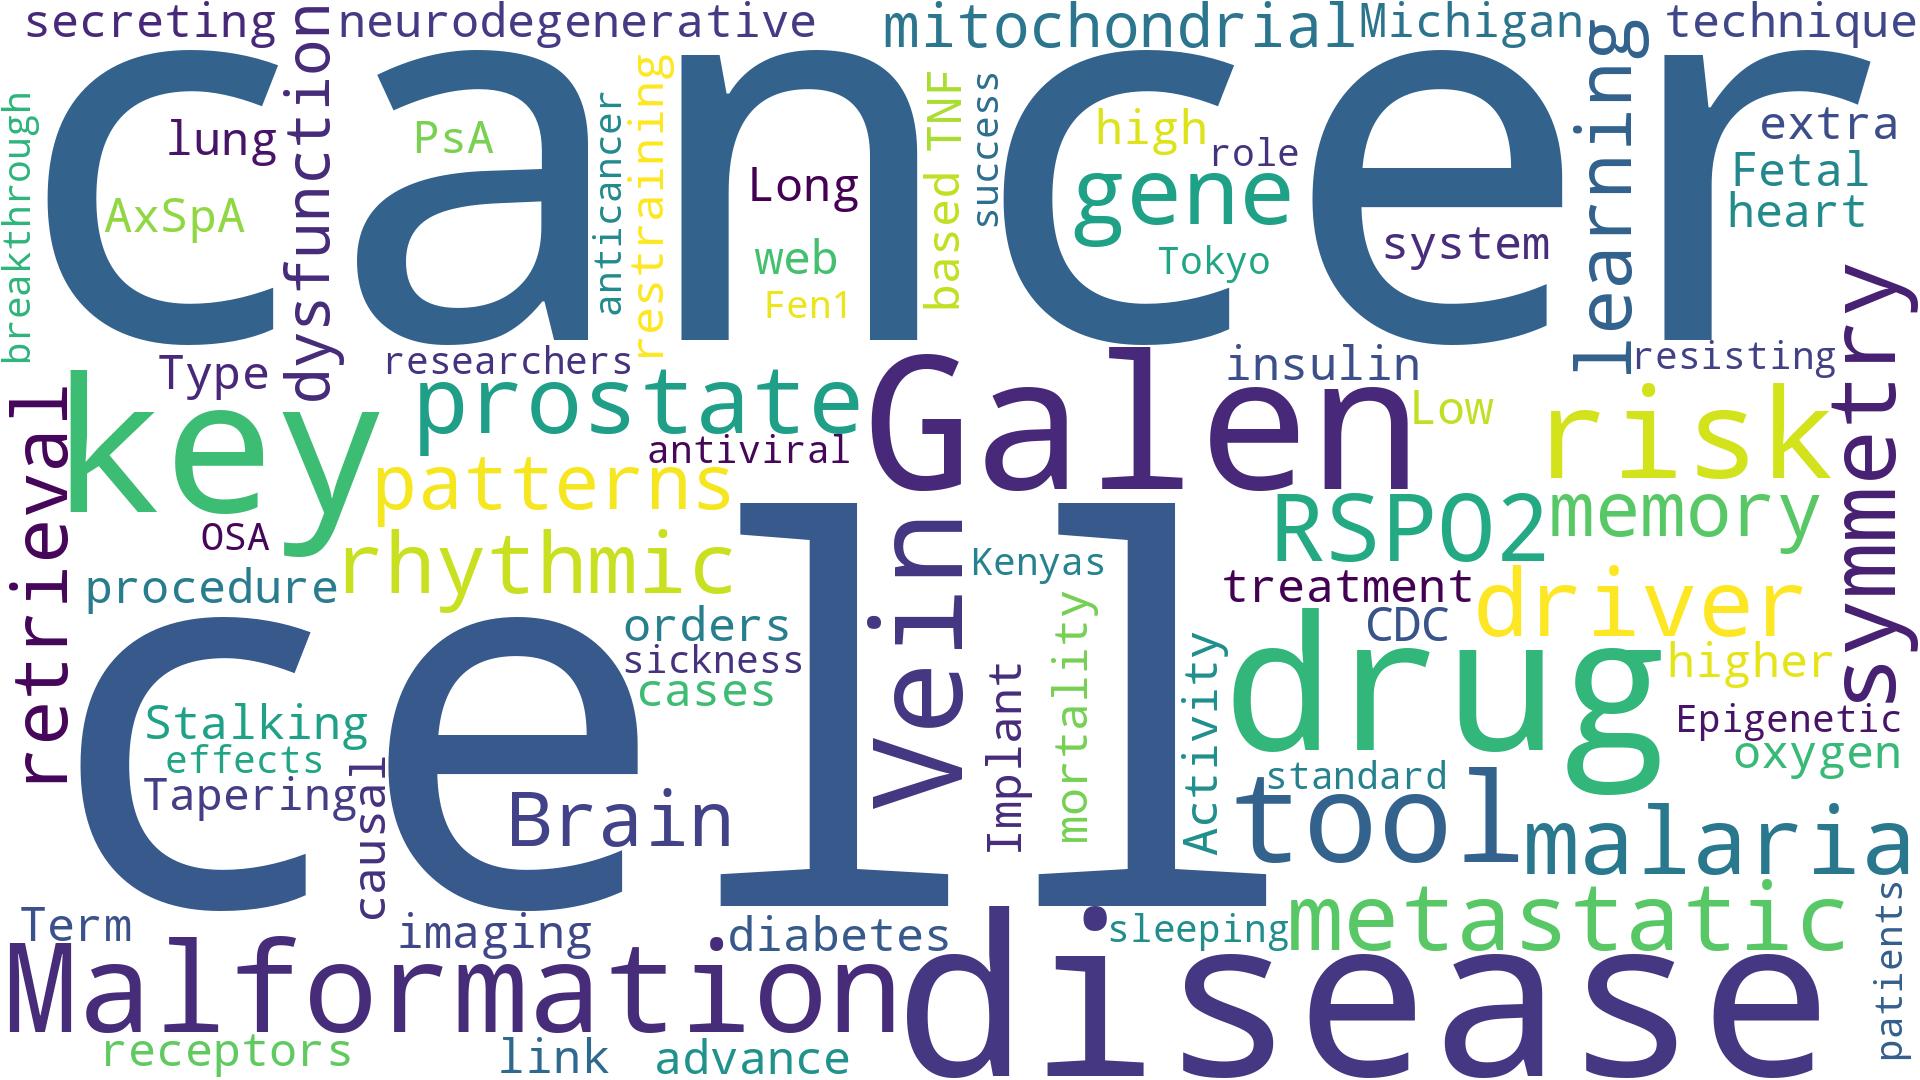 secreting
neurodegenerative
mitochondrial
Michigan
technique
cancer
breakthrough
lung
AxSpA
dysfunction
PsA
anticancer
restraining
Long
web
Fen1
based TNF
success
high
role
gene
Tokyo
system
learning
extra
Fetal
heart
Type
researchers
insulin
resisting
key
prostate
Galen
Low
risk
symmetry
retrieval
antiviral
patterns
RSPO2
memory
OSA
rhythmic
procedure
Vein
Kenyas
treatment
driver
cell
orders
sickness
cases
CDC
drug
higher
Stalking
effects
Tapering
causal
Brain
Implant
mortality
Activity
standard
Epigenetic
oxygen
tool
malaria
Term
imaging
diabetes
sleeping
metastatic
patients
Malformation
disease
receptors
link
advance